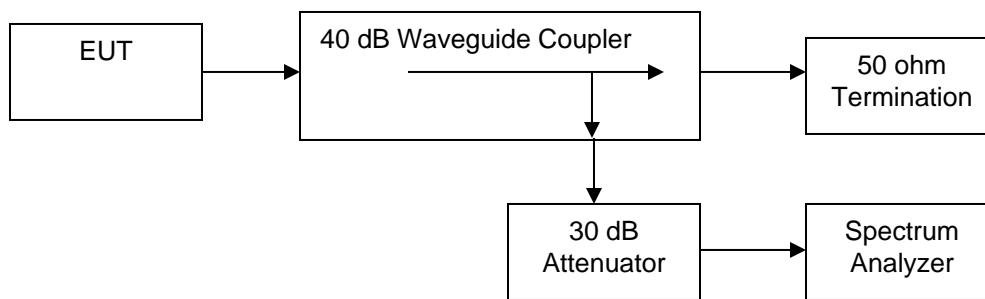 EUT
40 dB Waveguide Coupler
50 ohm
Termination
30 dB
Attenuator
Spectrum
Analyzer